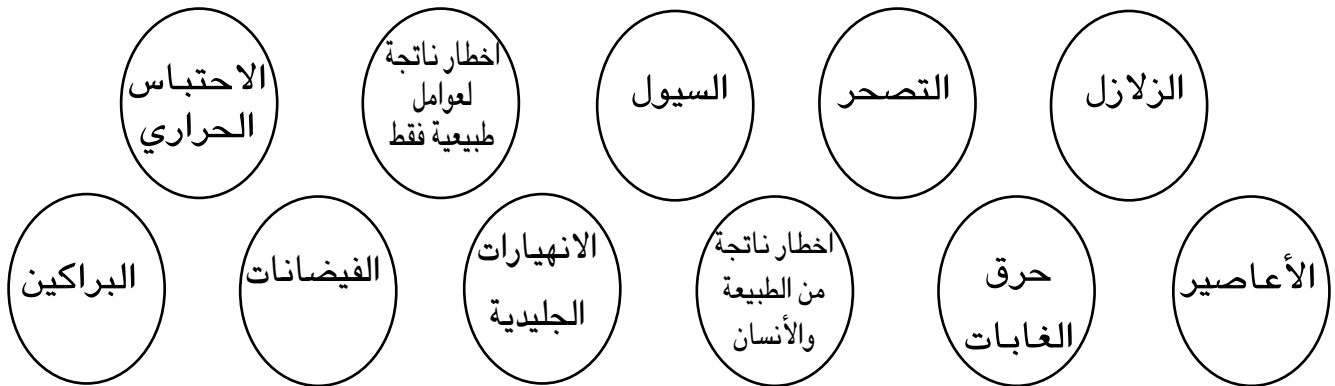 الزلازل
التصحر
السيول
اخطار ناتجة
لعوامل
طبيعية فقط
الاحتباس
الحراري
الأعاصير
حرق
الغابات
اخطار ناتجة
من الطبيعة
والأنسان
الانهيارات
الجليدية
الفيضانات
البراكين